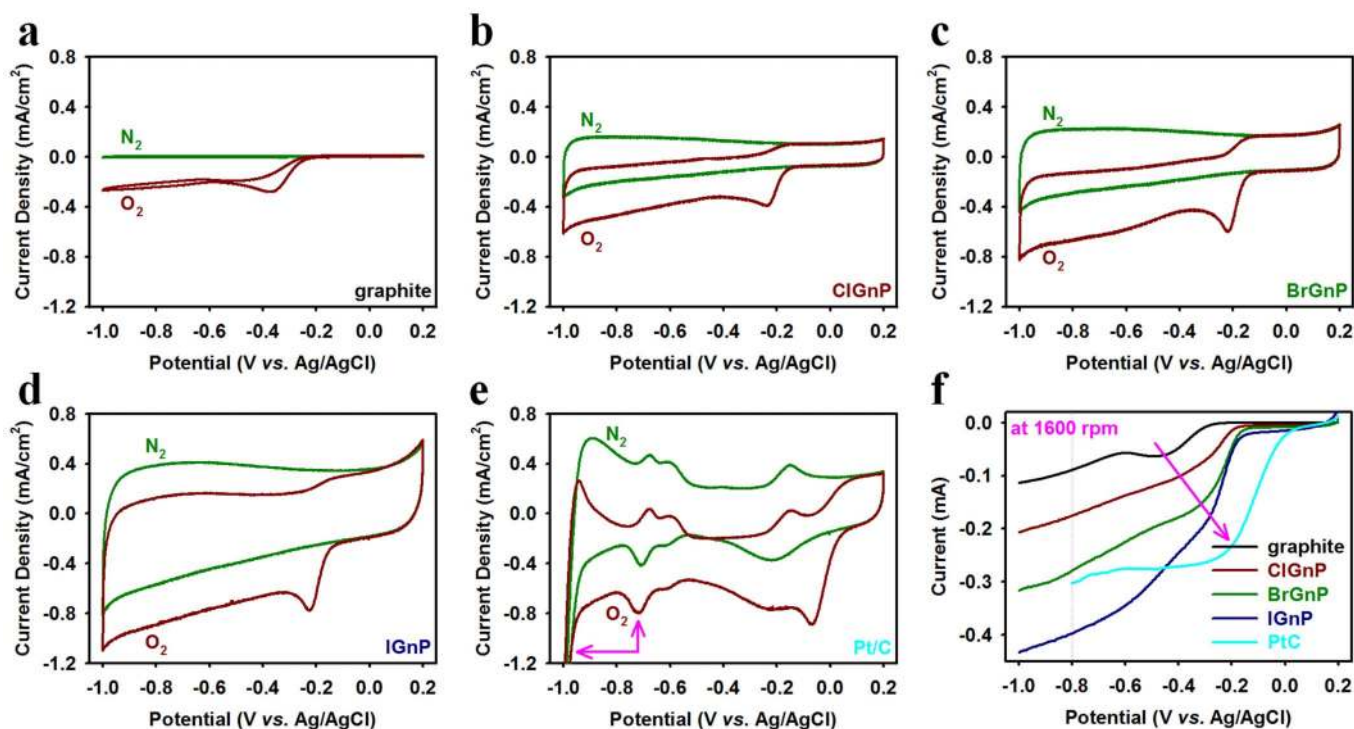 a
Current Density (mA/cm²)
0.8
0.4
0.0
-0.4
-0.8
-1.2
N₂
O₂
graphite
-1.0 -0.8 -0.6 -0.4 -0.2 0.0 0.2
Potential (V vs. Ag/AgCl)
b
Current Density (mA/cm²)
0.8
0.4
0.0
-0.4
-0.8
-1.2
N₂
O₂
ClGnP
-1.0 -0.8 -0.6 -0.4 -0.2 0.0 0.2
Potential (V vs. Ag/AgCl)
c
Current Density (mA/cm²)
0.8
0.4
0.0
-0.4
-0.8
-1.2
N₂
O₂
BrGnP
-1.0 -0.8 -0.6 -0.4 -0.2 0.0 0.2
Potential (V vs. Ag/AgCl)
d
Current Density (mA/cm²)
0.8
0.4
0.0
-0.4
-0.8
-1.2
N₂
O₂
IGnP
-1.0 -0.8 -0.6 -0.4 -0.2 0.0 0.2
Potential (V vs. Ag/AgCl)
e
Current Density (mA/cm²)
0.8
0.4
0.0
-0.4
-0.8
-1.2
N₂
O₂
Pt/C
-1.0 -0.8 -0.6 -0.4 -0.2 0.0 0.2
Potential (V vs. Ag/AgCl)
f
Current (mA)
0.0
-0.1
-0.2
-0.3
-0.4
at 1600 rpm
graphite
ClGnP
BrGnP
IGnP
PtC
-1.0 -0.8 -0.6 -0.4 -0.2 0.0 0.2
Potential (V vs. Ag/AgCl)